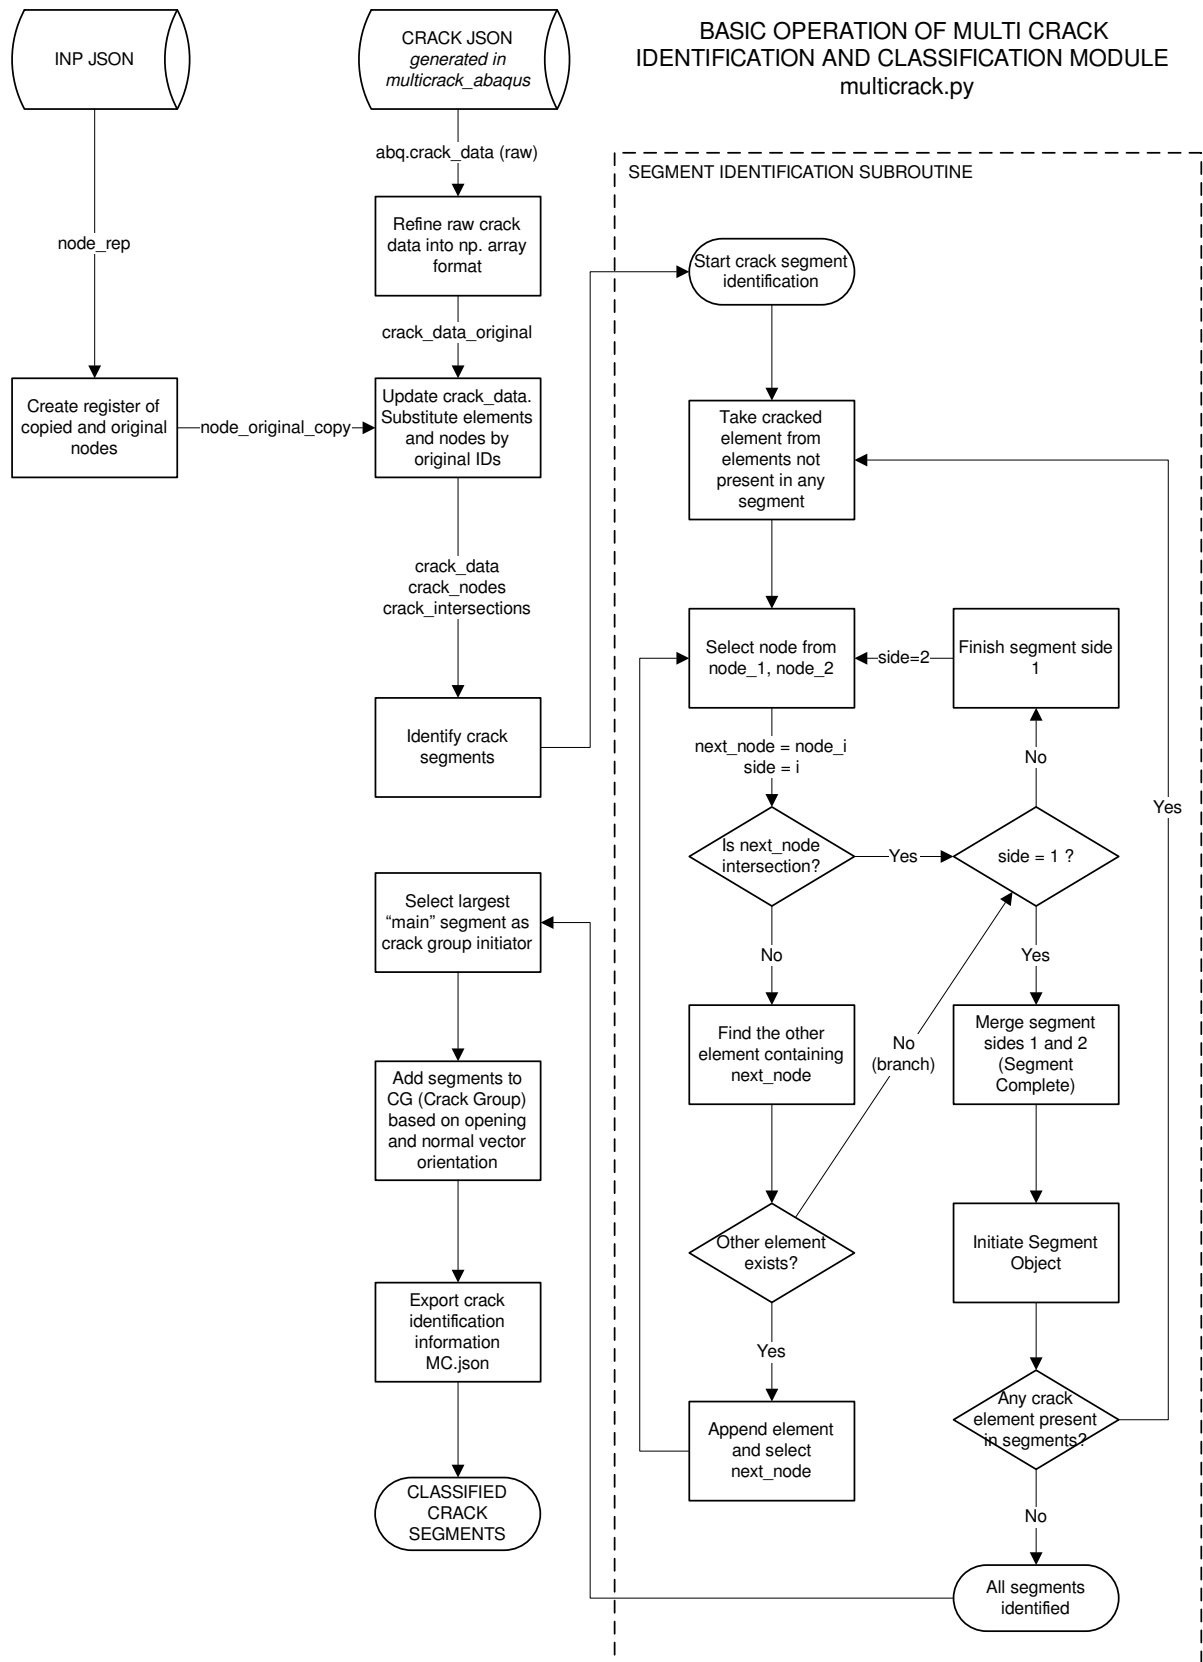 BASIC OPERATION OF MULTI CRACK
IDENTIFICATION AND CLASSIFICATION MODULE
multicrack.py
INP JSON
CRACK JSON
generated in
multicrack_abaqus
abq.crack_data (raw)
node_rep
Refine raw crack
data into np. array
format
crack_data_original
Create register of
copied and original
nodes
node_original_copy
Update crack_data.
Substitute elements
and nodes by
original IDs
crack_data
crack_nodes
crack_intersections
Identify crack
segments
SEGMENT IDENTIFICATION SUBROUTINE
Start crack segment
identification
Take cracked
element from
elements not
present in any
segment
Select node from
node_1, node_2
side=2
Finish segment side
1
next_node = node_i
side = i
No
Is next_node
intersection?
Yes
side = 1 ?
Yes
No
Yes
Find the other
element containing
next_node
No
(branch)
Merge segment
sides 1 and 2
(Segment
Complete)
Other element
exists?
Initiate Segment
Object
Yes
Append element
and select
next_node
Any crack
element present
in segments?
No
All segments
identified
Select largest
“main” segment as
crack group initiator
Add segments to
CG (Crack Group)
based on opening
and normal vector
orientation
Export crack
identification
information
MC.json
CLASSIFIED
CRACK
SEGMENTS